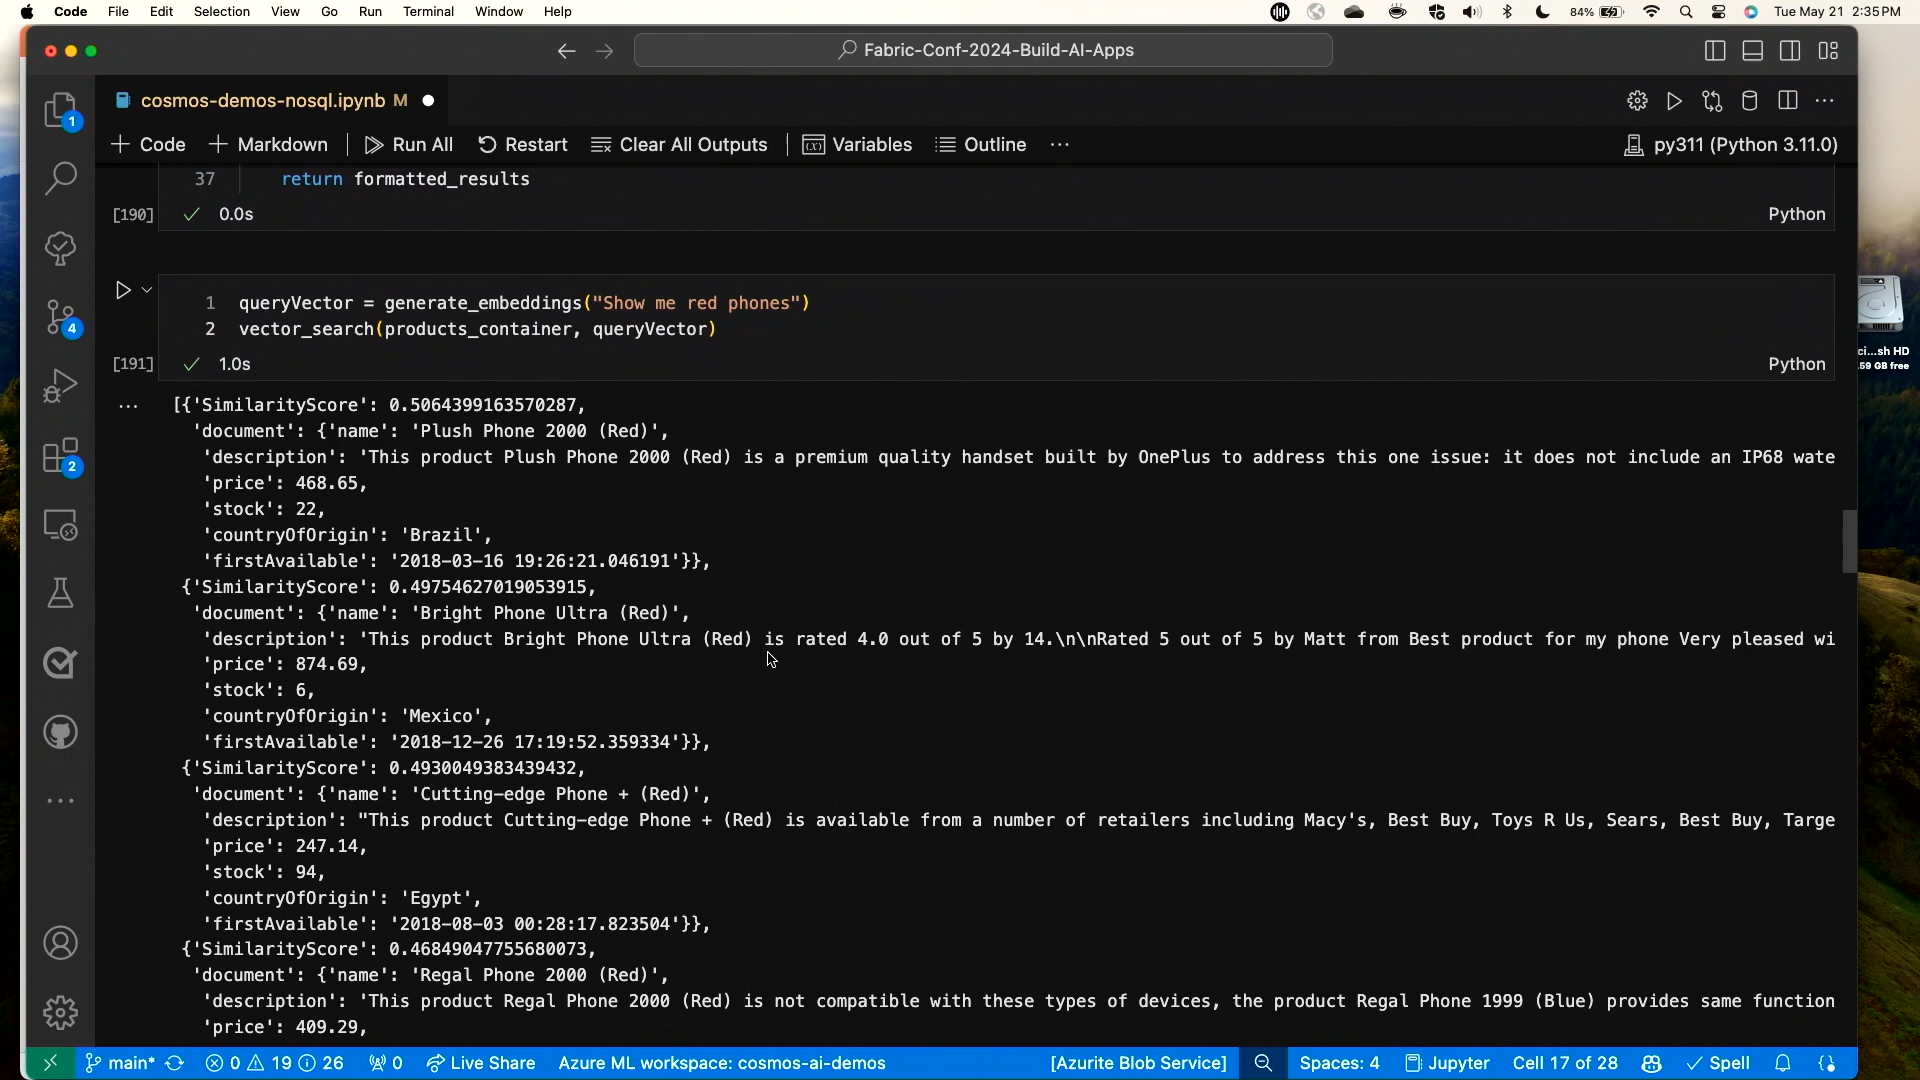 Code File Edit Selection View Go Run Terminal Window Help 84% Tue May 21 2:35 PM
Fabric-Conf-2024-Build-AI-Apps
cosmos-demos-nosql.ipynb M
Code Markdown Run All Restart Clear All Outputs Variables Outline ... py311 (Python 3.11.0)
37 return formatted_results
[190] 0.0s Python
1 queryVector = generate_embeddings("Show me red phones")
2 vector_search(products_container, queryVector)
[191] 1.0s Python
ci...sh HD
.59 GB free
... [{'SimilarityScore': 0.5064399163570287,
'document': {'name': 'Plush Phone 2000 (Red)',
'description': 'This product Plush Phone 2000 (Red) is a premium quality handset built by OnePlus to address this one issue: it does not include an IP68 wate
'price': 468.65,
'stock': 22,
'countryOfOrigin': 'Brazil',
'firstAvailable': '2018-03-16 19:26:21.046191'}},
{'SimilarityScore': 0.49754627019053915,
'document': {'name': 'Bright Phone Ultra (Red)',
'description': 'This product Bright Phone Ultra (Red) is rated 4.0 out of 5 by 14.\n\nRated 5 out of 5 by Matt from Best product for my phone Very pleased wi
'price': 874.69,
'stock': 6,
'countryOfOrigin': 'Mexico',
'firstAvailable': '2018-12-26 17:19:52.359334'}},
{'SimilarityScore': 0.4930049383439432,
'document': {'name': 'Cutting-edge Phone + (Red)',
'description': "This product Cutting-edge Phone + (Red) is available from a number of retailers including Macy's, Best Buy, Toys R Us, Sears, Best Buy, Targe
'price': 247.14,
'stock': 94,
'countryOfOrigin': 'Egypt',
'firstAvailable': '2018-08-03 00:28:17.823504'}},
{'SimilarityScore': 0.46849047755680073,
'document': {'name': 'Regal Phone 2000 (Red)',
'description': 'This product Regal Phone 2000 (Red) is not compatible with these types of devices, the product Regal Phone 1999 (Blue) provides same function
'price': 409.29,
1
4
2
main* 0 19 26 0 Live Share Azure ML workspace: cosmos-ai-demos [Azurite Blob Service] Spaces: 4 Jupyter Cell 17 of 28 Spell